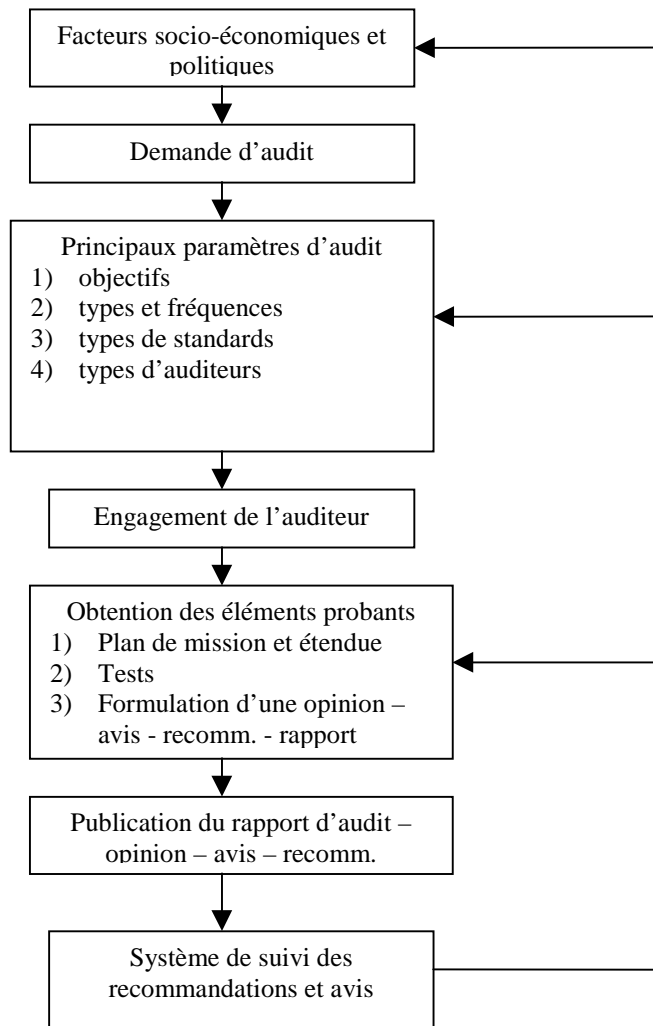 Facteurs socio-économiques et
politiques
Demande d’audit
Principaux paramètres d’audit
1) objectifs
2) types et fréquences
3) types de standards
4) types d’auditeurs
Engagement de l’auditeur
Obtention des éléments probants
1) Plan de mission et étendue
2) Tests
3) Formulation d’une opinion –
avis - recomm. - rapport
Publication du rapport d’audit –
opinion – avis – recomm.
Système de suivi des
recommandations et avis